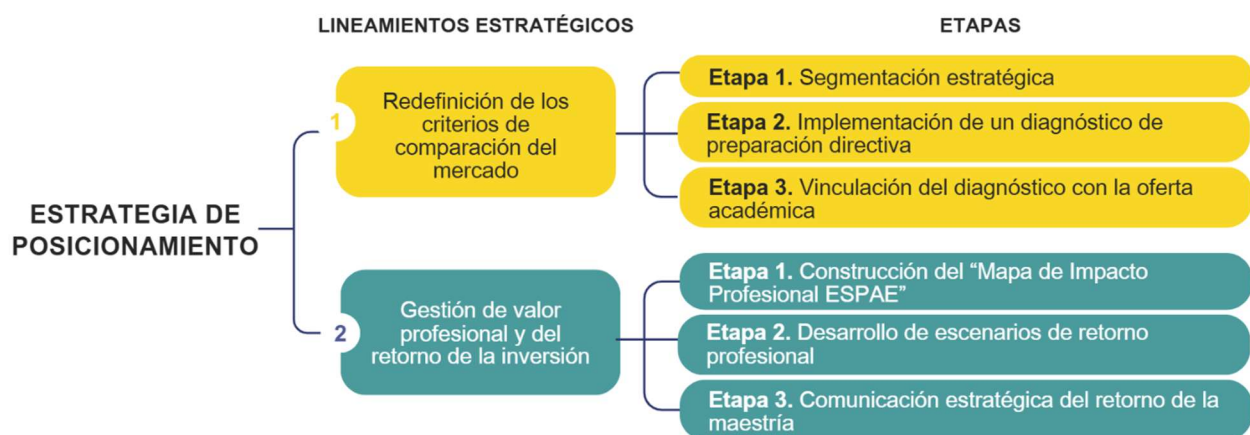 LINEAMIENTOS ESTRATÉGICOS
ETAPAS
ESTRATEGIA DE
POSICIONAMIENTO
1
Redefinición de los
criterios de
comparación del
mercado
Etapa 1. Segmentación estratégica
Etapa 2. Implementación de un diagnóstico de
preparación directiva
Etapa 3. Vinculación del diagnóstico con la oferta
académica
2
Gestión de valor
profesional y del
retorno de la inversión
Etapa 1. Construcción del “Mapa de Impacto
Profesional ESPAE”
Etapa 2. Desarrollo de escenarios de retorno
profesional
Etapa 3. Comunicación estratégica del retorno de la
maestría